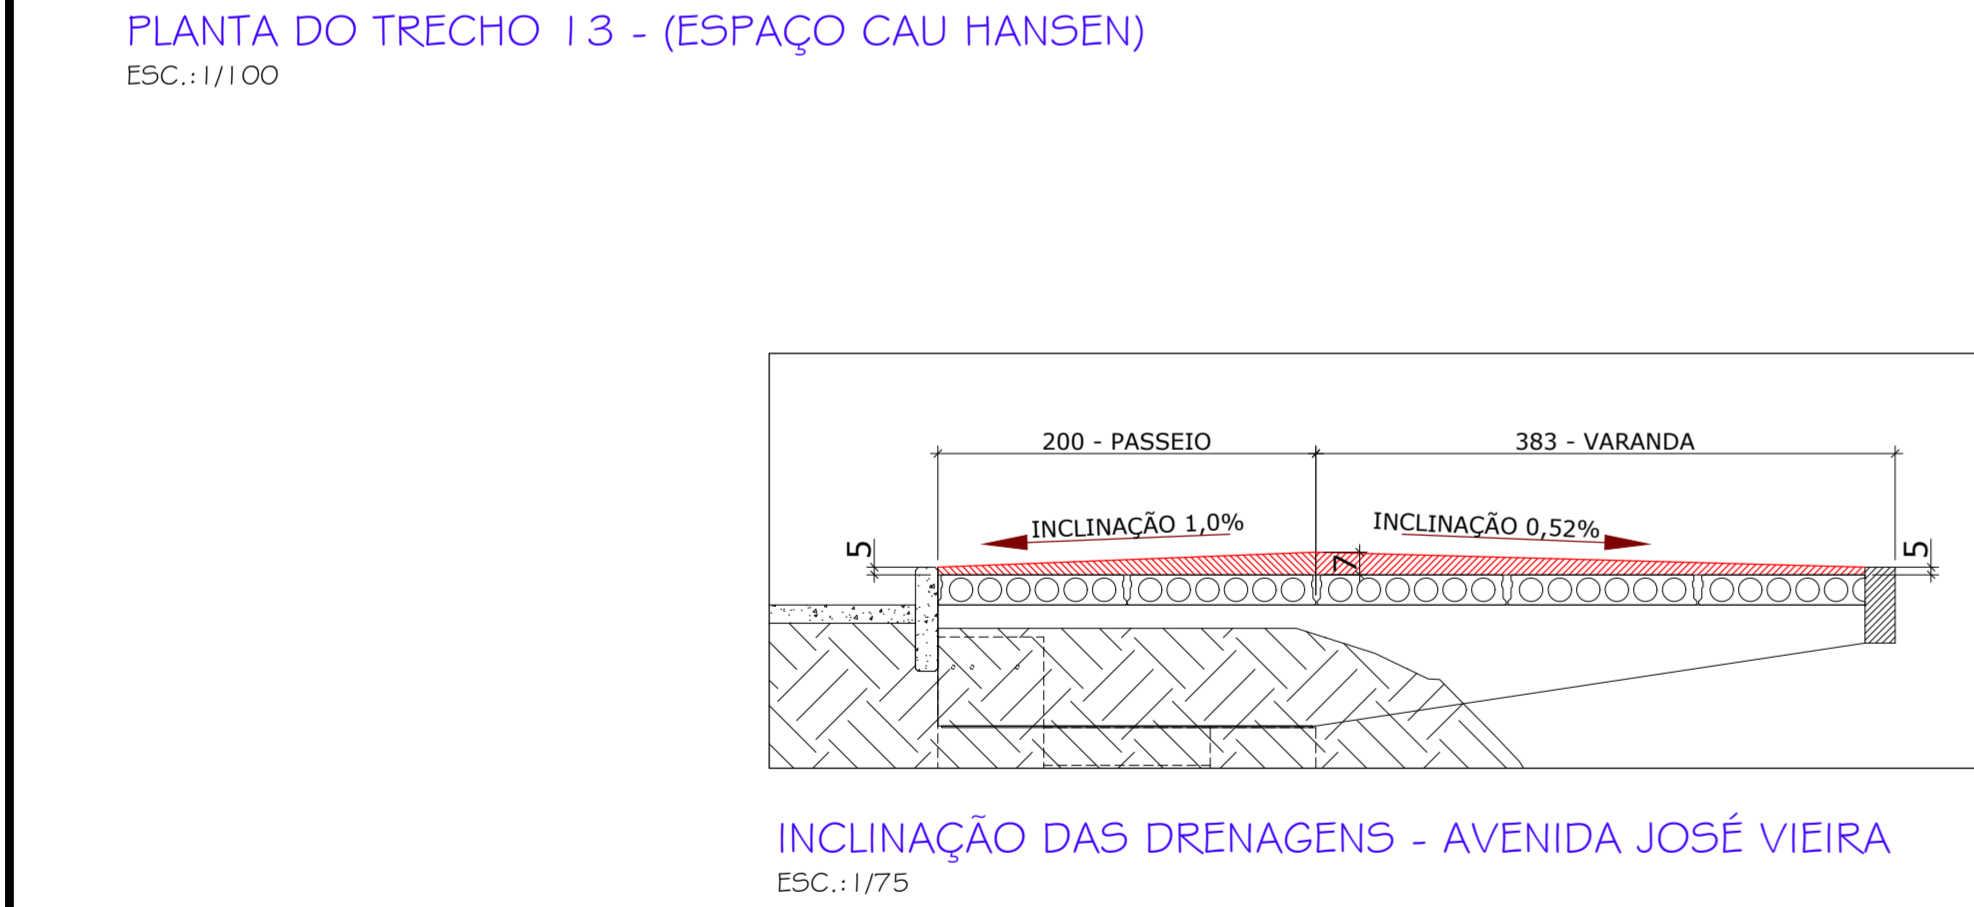 PLANTA DO TRECHO 13 - (ESPAÇO CAU HANSEN)
ESC.:1/100
200 - PASSEIO
383 - VARANDA
INCLINAÇÃO 1,0%
INCLINAÇÃO 0,52%
5
7
5
INCLINAÇÃO DAS DRENAGENS - AVENIDA JOSÉ VIEIRA
ESC.:1/75